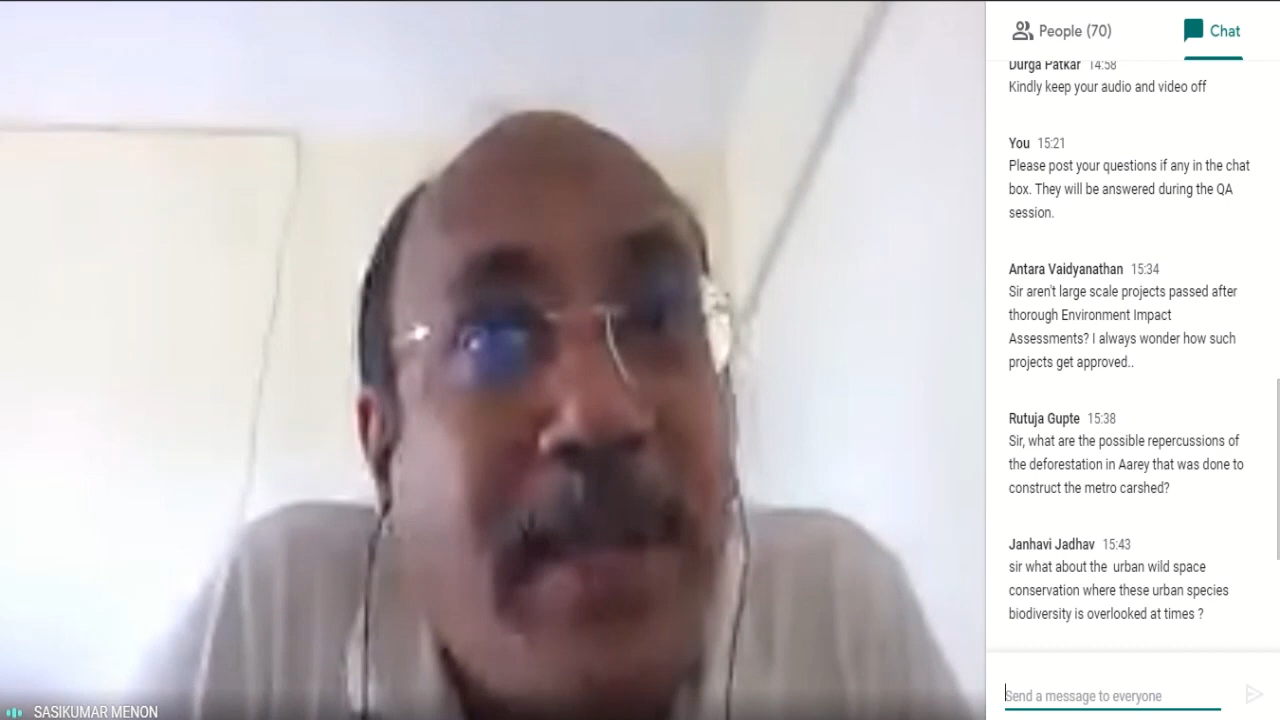 People (70)
Chat
Durga Patkar 14:58
Kindly keep your audio and video off
You 15:21
Please post your questions if any in the chat
box. They will be answered during the QA
session.
Antara Vaidyanathan 15:34
Sir aren't large scale projects passed after
thorough Environment Impact
Assessments? I always wonder how such
projects get approved..
Rutuja Gupte 15:38
Sir, what are the possible repercussions of
the deforestation in Aarey that was done to
construct the metro carshed?
Janhavi Jadhav 15:43
sir what about the urban wild space
conservation where these urban species
biodiversity is overlooked at times ?
Send a message to everyone
SASIKUMAR MENON